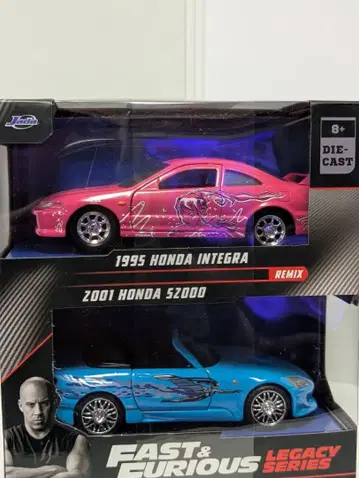 Jada
8+
DIE-
CAST
1995 HONDA INTEGRA
REMIX
2001 HONDA S2000
FAST &
FURIOUS
LEGACY
SERIES